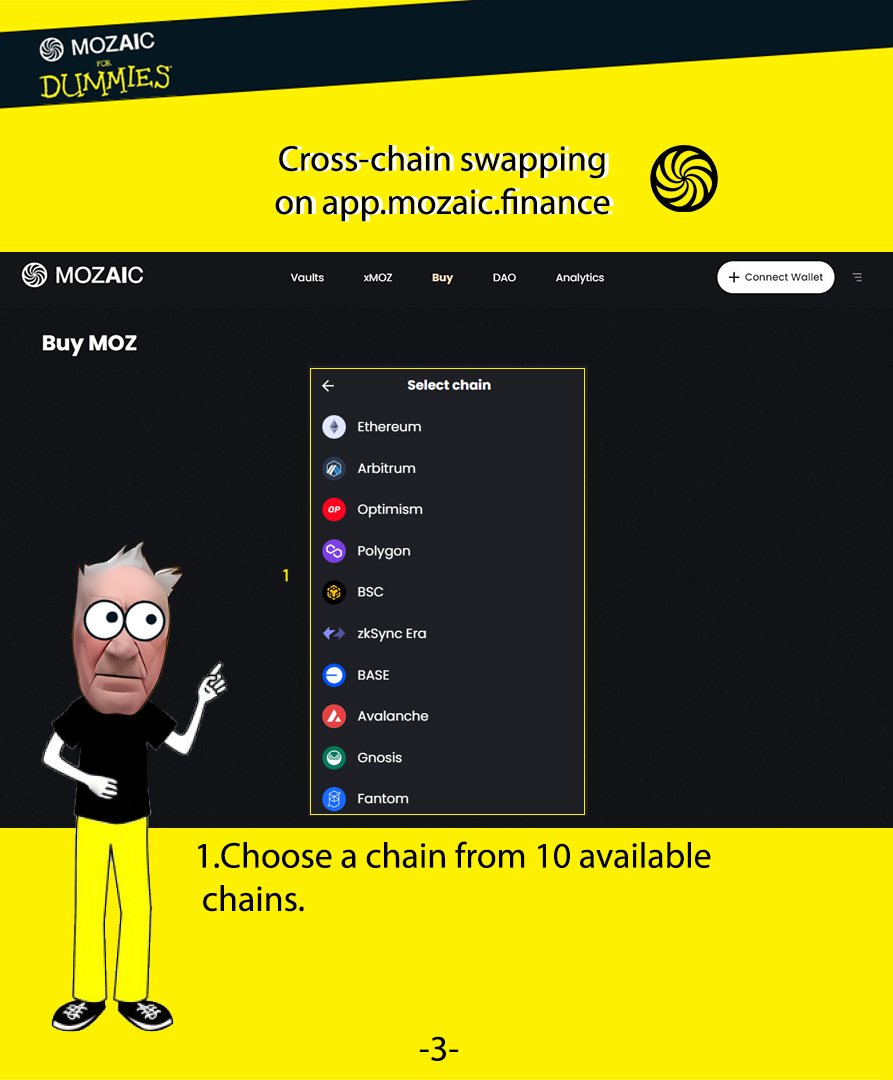 MOZAIC
FOR
DUMMIES
Cross-chain swapping
on app.mozaic.finance
MOZAIC
Vaults
xMOZ
Buy
DAO
Analytics
+ Connect Wallet
Buy MOZ
← Select chain
Ethereum
Arbitrum
OP Optimism
Polygon
1
BSC
zkSync Era
BASE
Avalanche
Gnosis
Fantom
1.Choose a chain from 10 available
chains.
-3-